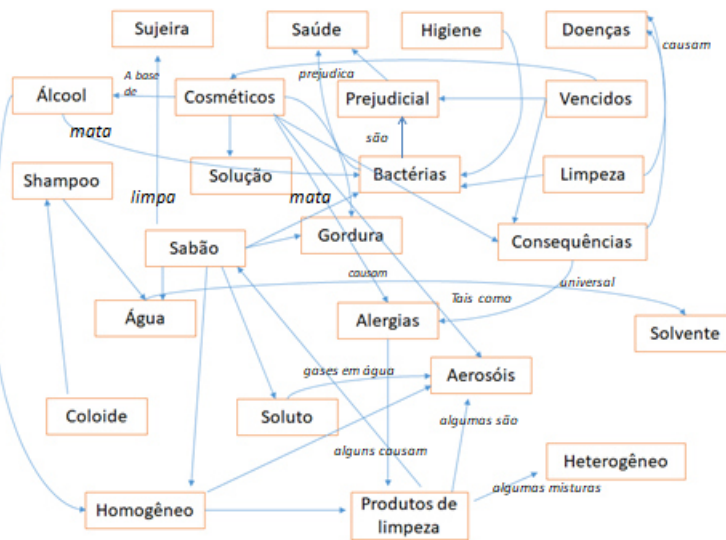 Sujeira
Saúde
Higiene
Doenças
causam
A base
de
prejudica
Álcool
Cosméticos
Prejudicial
Vencidos
mata
são
Shampoo
Solução
Bactérias
Limpeza
limpa
mata
Sabão
Gordura
Consequências
causam
universal
Tais como
Água
Alergias
Solvente
gases em água
Aerosóis
Coloide
Soluto
algumas são
alguns causam
Heterogêneo
algumas misturas
Homogêneo
Produtos de
limpeza